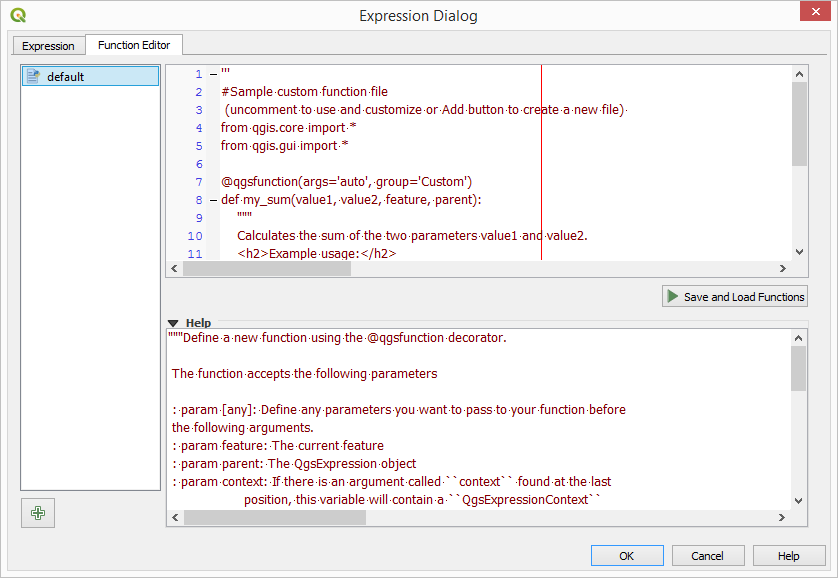 Expression Dialog
Expression
Function Editor
default
1 '''
2 #Sample custom function file
3 (uncomment to use and customize or Add button to create a new file)
4 from qgis.core import *
5 from qgis.gui import *
6
7 @qgsfunction(args='auto', group='Custom')
8 def my_sum(value1, value2, feature, parent):
9 """
10 Calculates the sum of the two parameters value1 and value2.
11 <h2>Example usage:</h2>
Save and Load Functions
Help
"""Define a new function using the @qgsfunction decorator.
The function accepts the following parameters
: param [any]: Define any parameters you want to pass to your function before
the following arguments.
: param feature: The current feature
: param parent: The QgsExpression object
: param context: If there is an argument called ``context`` found at the last
position, this variable will contain a ``QgsExpressionContext``
OK
Cancel
Help